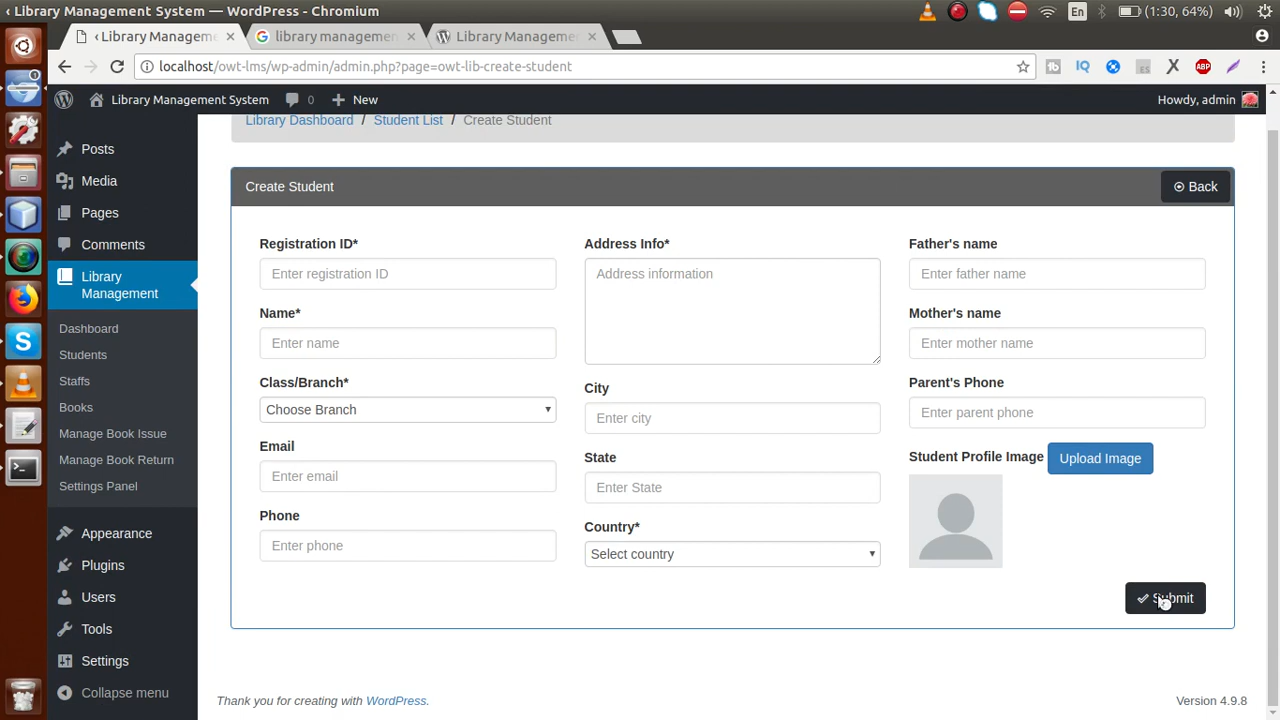 ‹ Library Management System — WordPress - Chromium
En
(1:30, 64%)
‹ Library Manageme
library managemen
Library Managemen
localhost/owt-lms/wp-admin/admin.php?page=owt-lib-create-student
IQ
ABP
Library Management System
0
New
Howdy, admin
Library Dashboard / Student List / Create Student
Posts
Media
Pages
Comments
Library
Management
Dashboard
Students
Staffs
Books
Manage Book Issue
Manage Book Return
Settings Panel
Appearance
Plugins
Users
Tools
Settings
Collapse menu
Create Student
Back
Registration ID*
Enter registration ID
Name*
Enter name
Class/Branch*
Choose Branch
Email
Enter email
Phone
Enter phone
Address Info*
Address information
City
Enter city
State
Enter State
Country*
Select country
Father's name
Enter father name
Mother's name
Enter mother name
Parent's Phone
Enter parent phone
Student Profile Image
Upload Image
Submit
Thank you for creating with WordPress.
Version 4.9.8